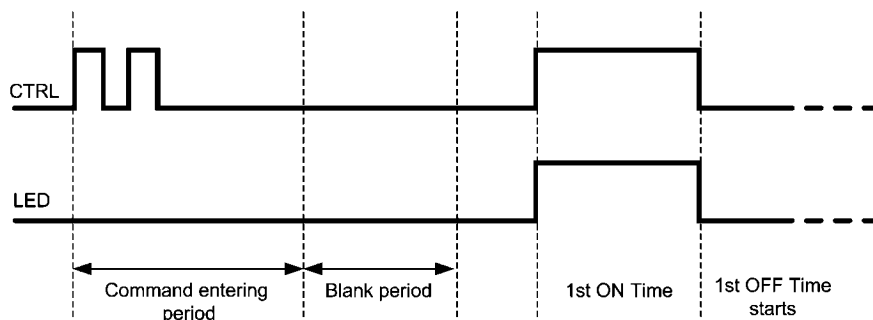 CTRL
LED
Command entering
period
Blank period
1st ON Time
1st OFF Time
starts